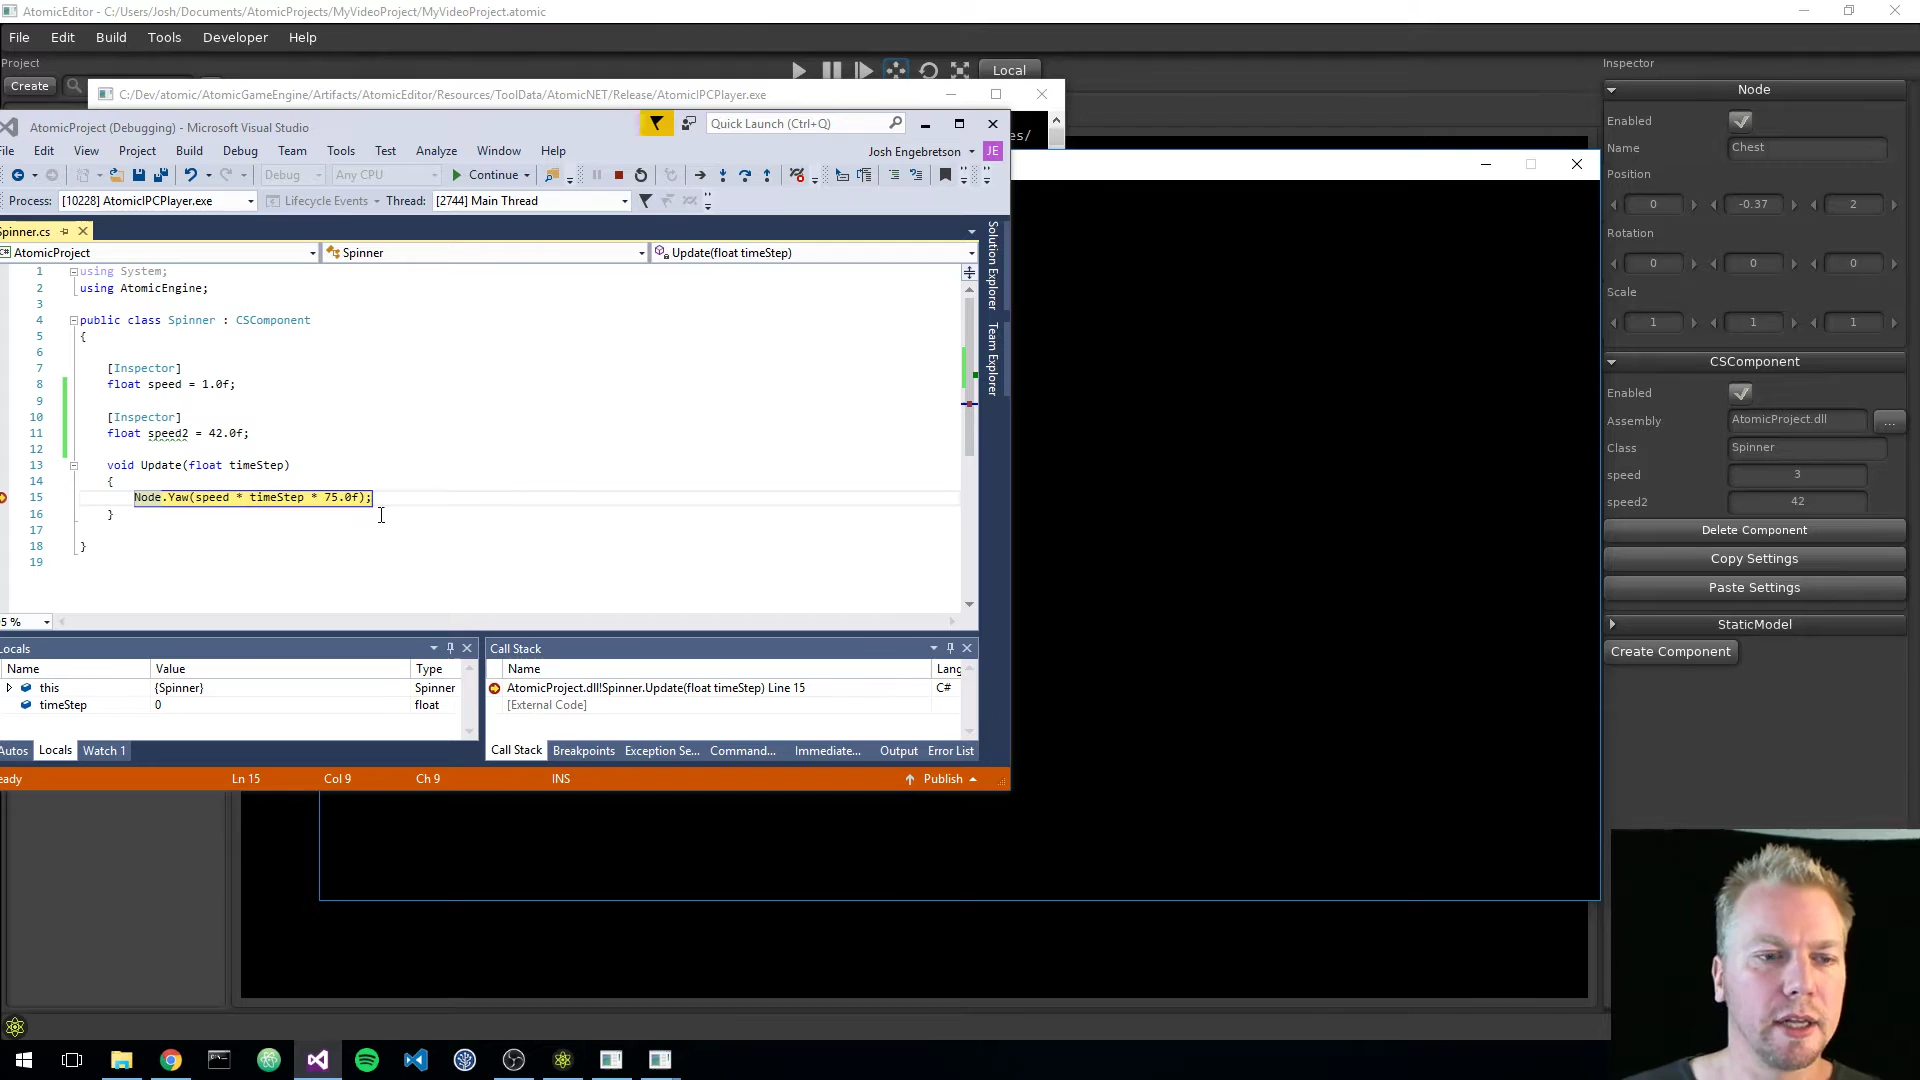 AtomicEditor - C:/Users/Josh/Documents/AtomicProjects/MyVideoProject/MyVideoProject.atomic
File Edit Build Tools Developer Help
Project
Create
Local
C:/Dev/atomic/AtomicGameEngine/Artifacts/AtomicEditor/Resources/ToolData/AtomicNET/Release/AtomicIPCPlayer.exe
es/
AtomicProject (Debugging) - Microsoft Visual Studio
Quick Launch (Ctrl+Q)
File Edit View Project Build Debug Team Tools Test Analyze Window Help
Josh Engebretson JE
Debug Any CPU Continue
Process: [10228] AtomicIPCPlayer.exe Lifecycle Events Thread: [2744] Main Thread
Spinner.cs
AtomicProject Spinner Update(float timeStep)
1 using System;
2 using AtomicEngine;
3
4 public class Spinner : CSComponent
5 {
6
7 [Inspector]
8 float speed = 1.0f;
9
10 [Inspector]
11 float speed2 = 42.0f;
12
13 void Update(float timeStep)
14 {
15 Node.Yaw(speed * timeStep * 75.0f);
16 }
17
18 }
19
5 %
Solution Explorer
Team Explorer
Locals
Name Value Type
this {Spinner} Spinner
timeStep 0 float
Autos Locals Watch 1
Call Stack
Name Lang
AtomicProject.dll!Spinner.Update(float timeStep) Line 15 C#
[External Code]
Call Stack Breakpoints Exception Se... Command... Immediate... Output Error List
eady Ln 15 Col 9 Ch 9 INS Publish
Inspector
Node
Enabled
Name Chest
Position
0 -0.37 2
Rotation
0 0 0
Scale
1 1 1
CSComponent
Enabled
Assembly AtomicProject.dll ...
Class Spinner
speed 3
speed2 42
Delete Component
Copy Settings
Paste Settings
StaticModel
Create Component